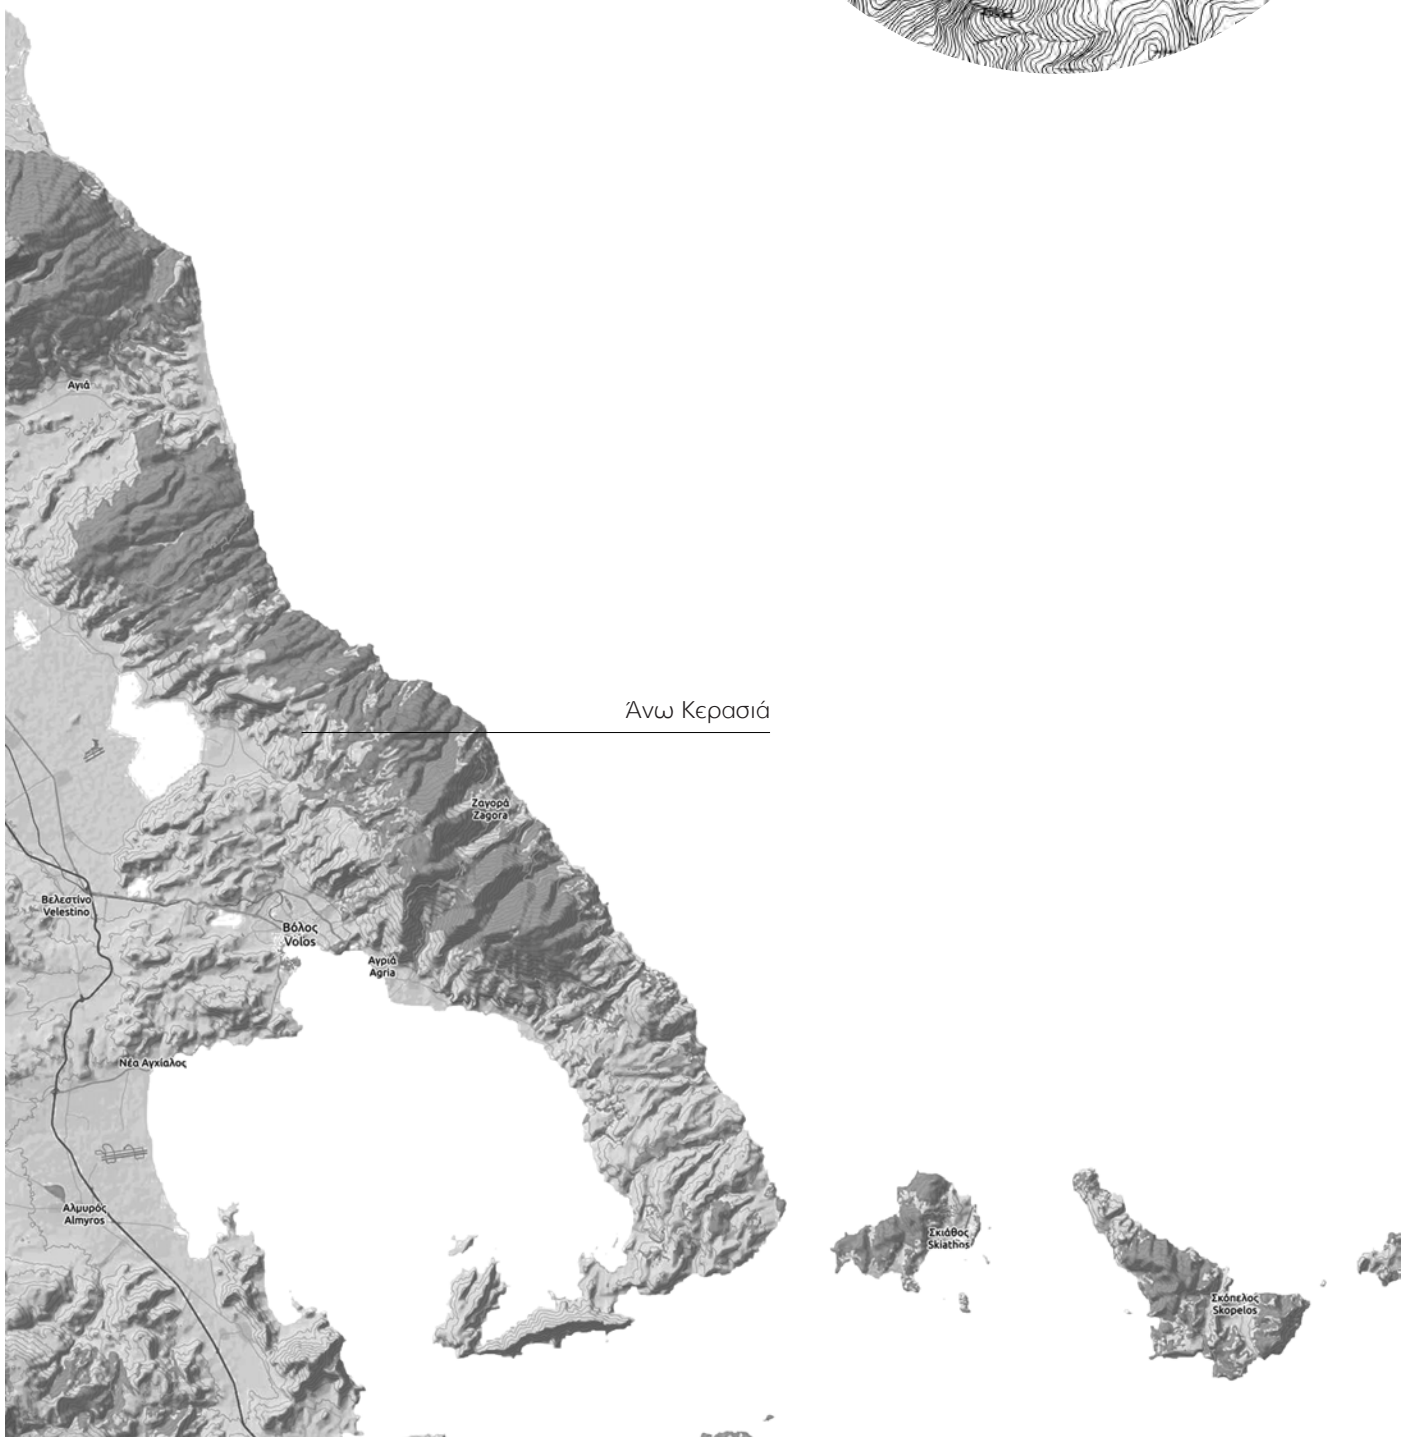 Αγιά
Άνω Κερασιά
Ζαγορά
Zagora
Βελεστίνο
Velestino
Βόλος
Volos
Αγριά
Agria
Νέα Αγχίαλος
Αλμυρός
Almyros
Σκιάθος
Skiathos
Σκόπελος
Skopelos